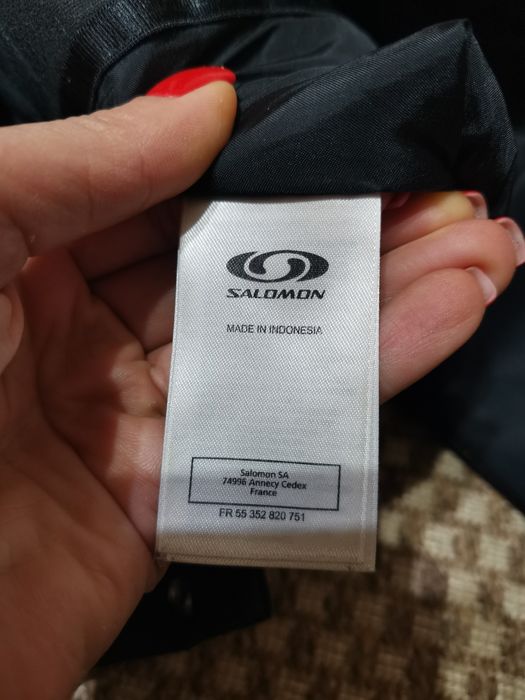 SALOMON
MADE IN INDONESIA
Salomon SA
74996 Annecy Cedex
France
FR 55 352 820 751